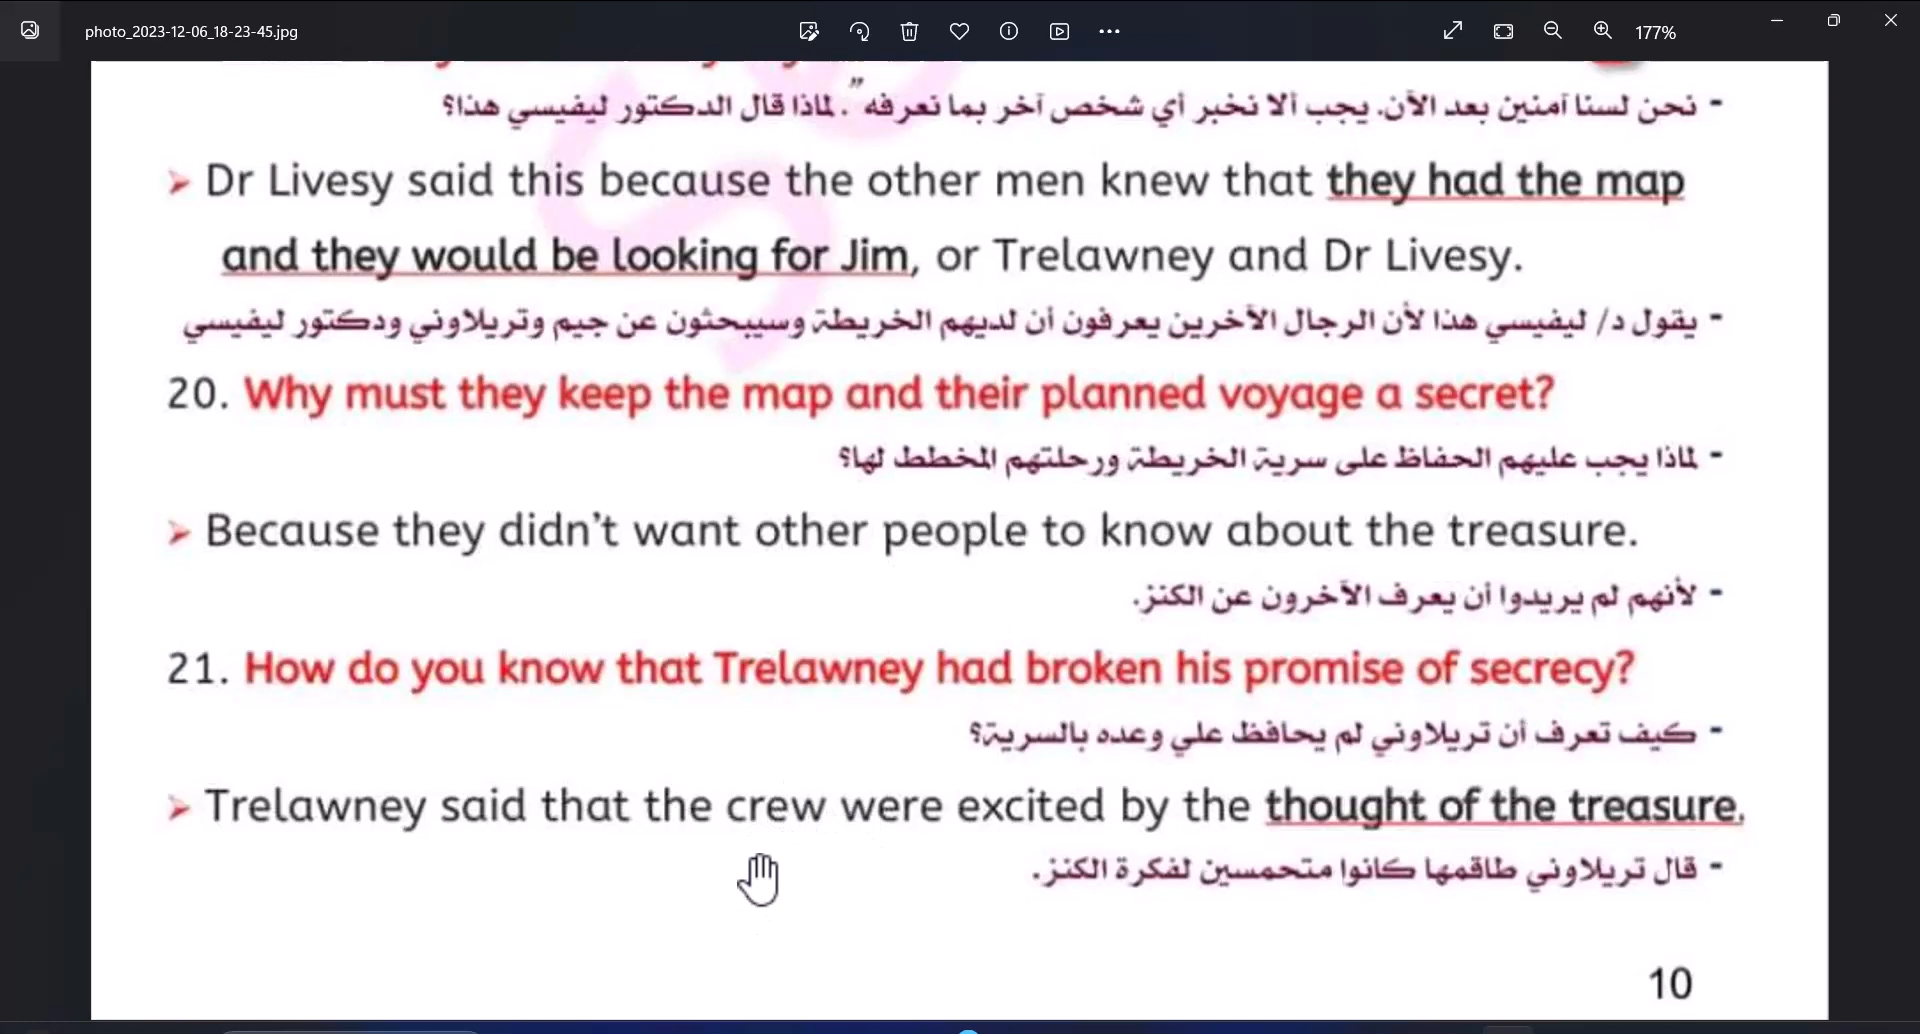 photo_2023-12-06_18-23-45.jpg
177%
- نحن لسنا آمنين بعد الآن. يجب ألا نخبر أي شخص آخر بما نعرفه". لماذا قال الدكتور ليفيسي هذا؟
➤ Dr Livesy said this because the other men knew that they had the map
and they would be looking for Jim, or Trelawney and Dr Livesy.
- يقول د/ ليفيسي هذا لأن الرجال الآخرين يعرفون أن لديهم الخريطة وسيبحثون عن جيم وتريلاوني ودكتور ليفيسي
20. Why must they keep the map and their planned voyage a secret?
- لماذا يجب عليهم الحفاظ على سرية الخريطة ورحلتهم المخطط لها؟
➤ Because they didn't want other people to know about the treasure.
- لأنهم لم يريدوا أن يعرف الآخرون عن الكنز.
21. How do you know that Trelawney had broken his promise of secrecy?
- كيف تعرف أن تريلاوني لم يحافظ علي وعده بالسرية؟
➤ Trelawney said that the crew were excited by the thought of the treasure.
- قال تريلاوني طاقمها كانوا متحمسين لفكرة الكنز.
10